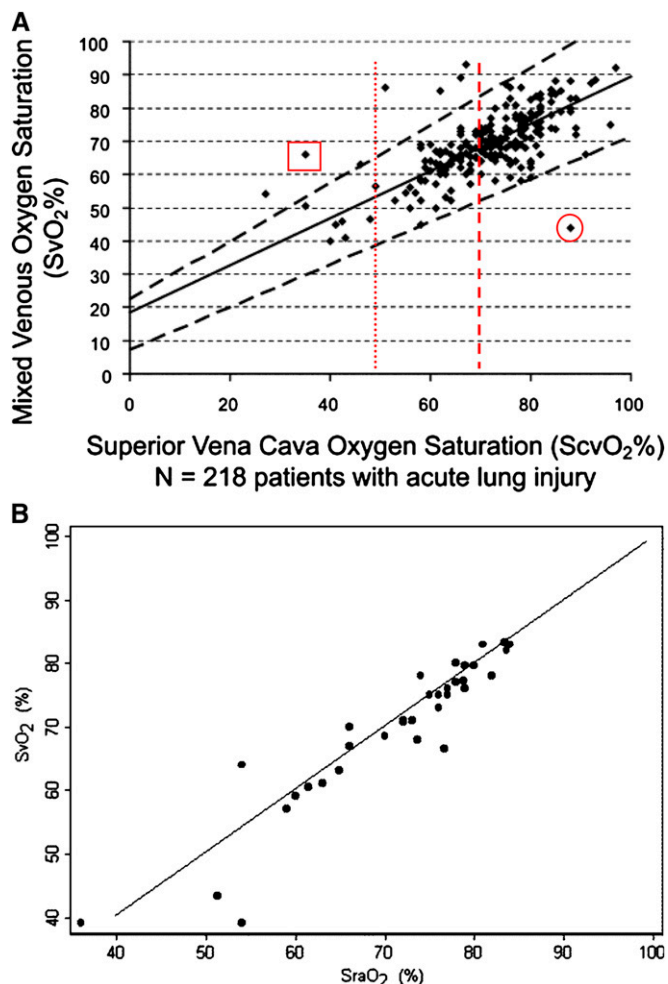 A
Mixed Venous Oxygen Saturation
(SvO₂%)
100
90
80
70
60
50
40
30
20
10
0
0 20 40 60 80 100
Superior Vena Cava Oxygen Saturation (ScvO₂%)
N = 218 patients with acute lung injury
B
SvO₂ (%)
100
90
80
70
60
50
40
40 50 60 70 80 90 100
SraO₂ (%)